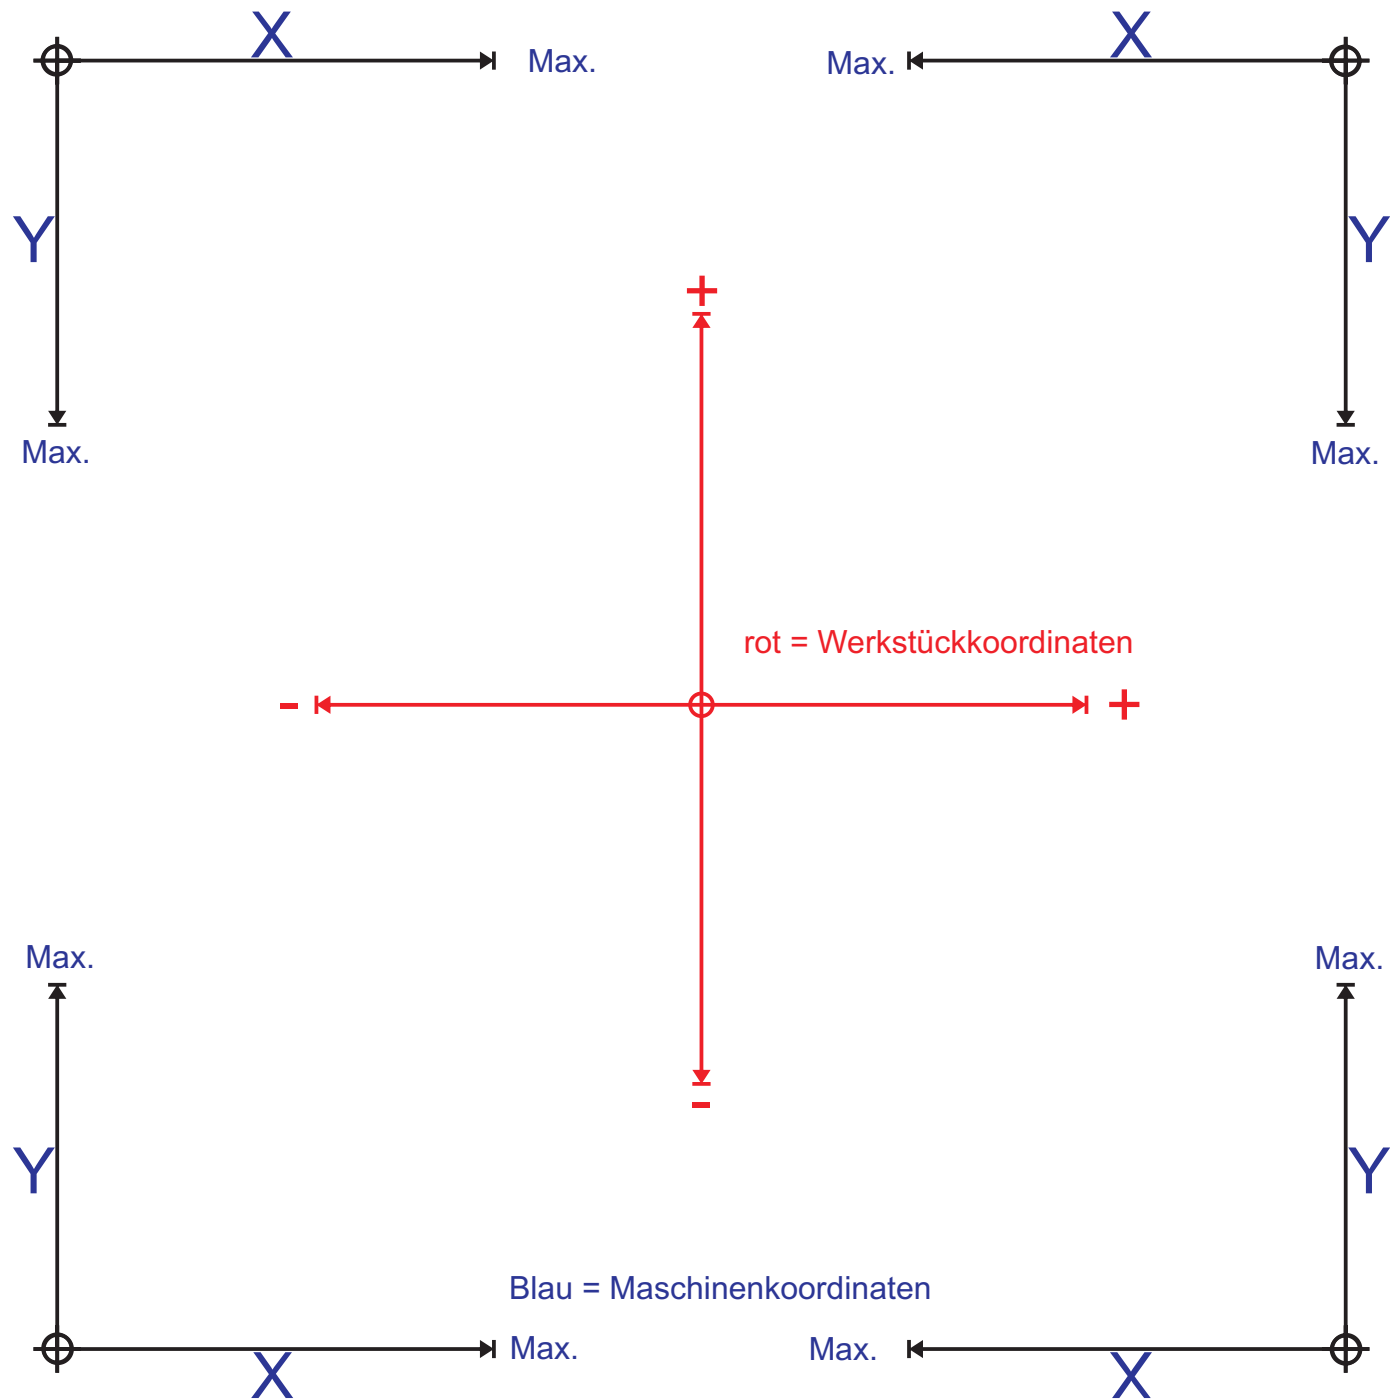 X
X
Max.
Max.
Y
Y
Max.
Max.
+
rot = Werkstückkoordinaten
- +
-
Max.
Max.
Y
Y
Blau = Maschinenkoordinaten
Max.
Max.
X
X